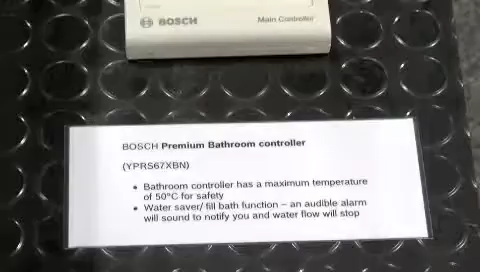 BOSCH Main Controller
BOSCH Premium Bathroom controller
(YPRS67XBN)
• Bathroom controller has a maximum temperature
of 50°C for safety
• Water saver/ fill bath function – an audible alarm
will sound to notify you and water flow will stop